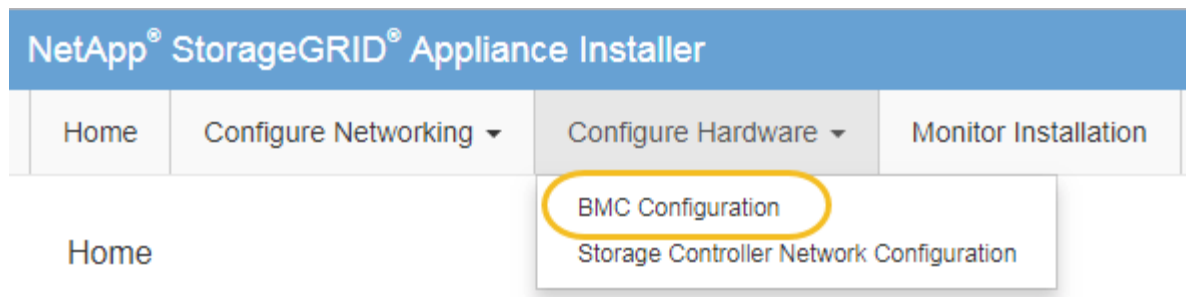 NetApp® StorageGRID® Appliance Installer
Home Configure Networking Configure Hardware Monitor Installation
BMC Configuration
Storage Controller Network Configuration
Home